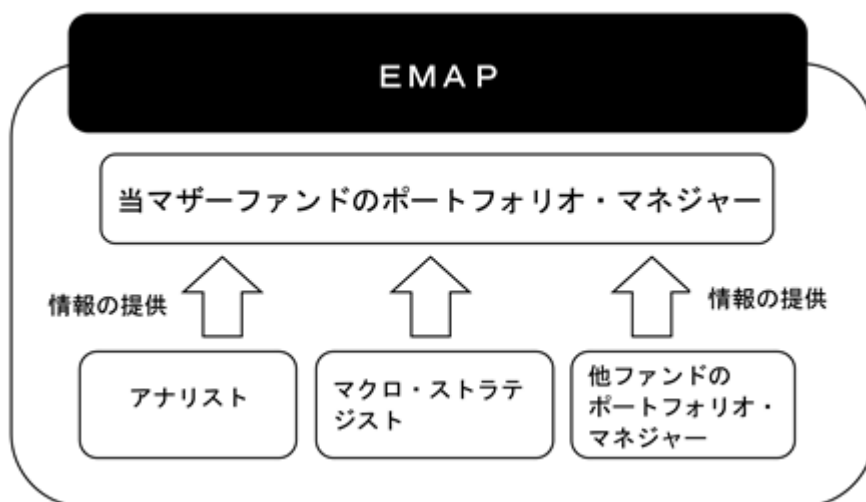 ＥＭＡＰ
当マザーファンドのポートフォリオ・マネジャー
情報の提供
情報の提供
アナリスト
マクロ・ストラテ
ジスト
他ファンドの
ポートフォリオ・
マネジャー